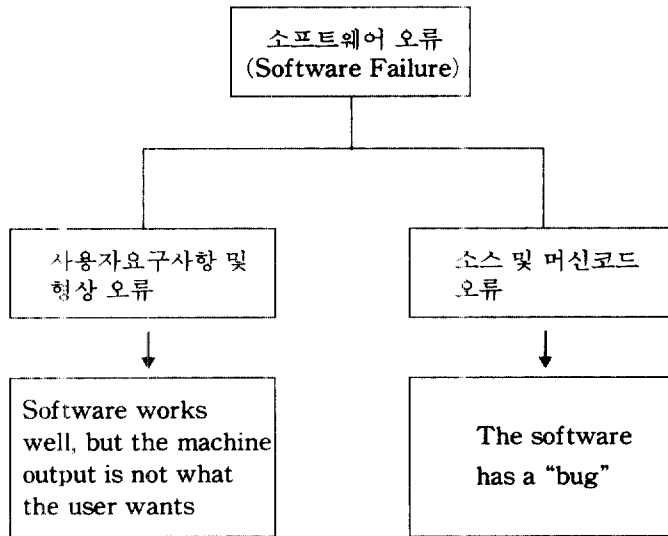 소프트웨어 오류
(Software Failure)
사용자요구사항 및
형상 오류
소스 및 머신코드
오류
Software works
well, but the machine
output is not what
the user wants
The software
has a “bug”